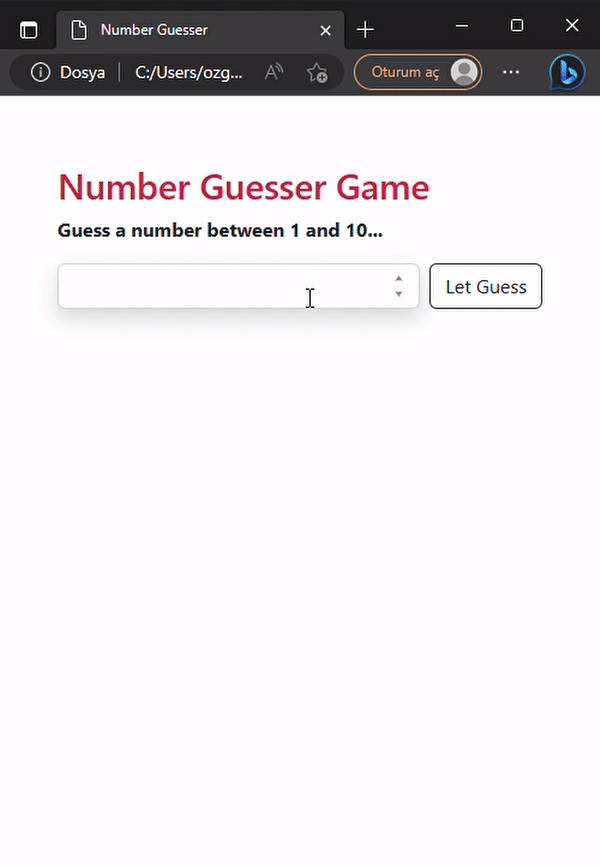 Number Guesser
Dosya C:/Users/ozg... Oturum aç
Number Guesser Game
Guess a number between 1 and 10...
Let Guess